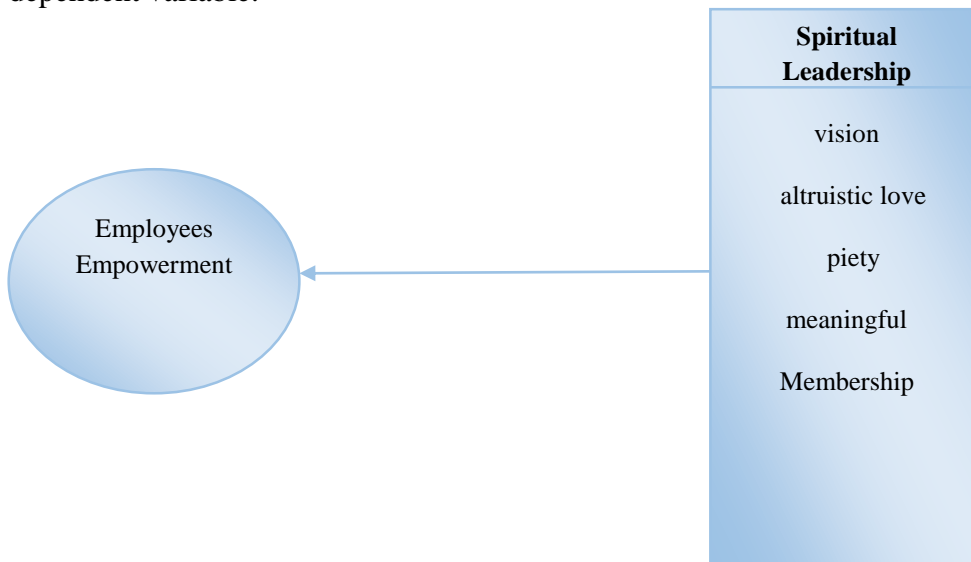 dependent variable.
Spiritual
Leadership
vision
altruistic love
piety
meaningful
Membership
Employees
Empowerment